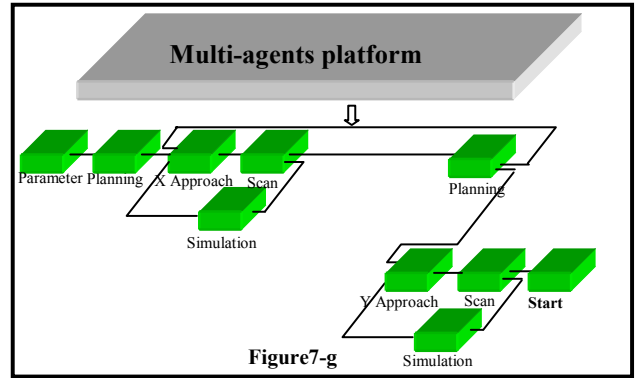 Multi-agents platform
Parameter Planning X Approach Scan Planning
Simulation
Y Approach Scan Start
Simulation
Figure7-g